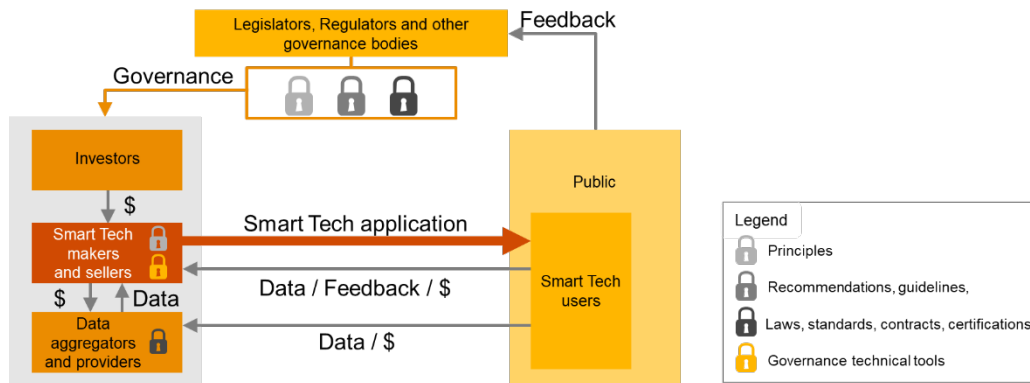 Legislators, Regulators and other
governance bodies
Feedback
Governance
Investors
$
Smart Tech
makers
and sellers
Smart Tech application
Data / Feedback / $
$
Data
Data
aggregators
and providers
Data / $
Public
Smart Tech
users
Legend
Principles
Recommendations, guidelines,
Laws, standards, contracts, certifications
Governance technical tools